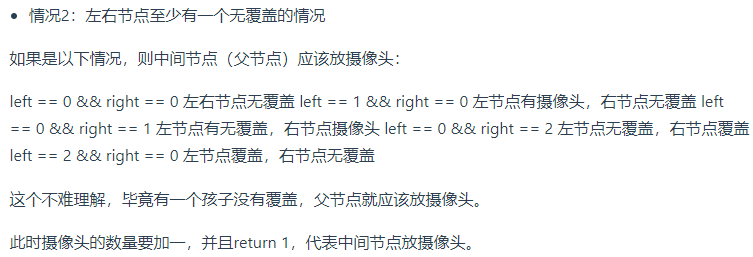 • 情况2：左右节点至少有一个无覆盖的情况
如果是以下情况，则中间节点（父节点）应该放摄像头：
left == 0 && right == 0 左右节点无覆盖 left == 1 && right == 0 左节点有摄像头，右节点无覆盖 left
== 0 && right == 1 左节点有无覆盖，右节点摄像头 left == 0 && right == 2 左节点无覆盖，右节点覆盖
left == 2 && right == 0 左节点覆盖，右节点无覆盖
这个不难理解，毕竟有一个孩子没有覆盖，父节点就应该放摄像头。
此时摄像头的数量要加一，并且return 1，代表中间节点放摄像头。